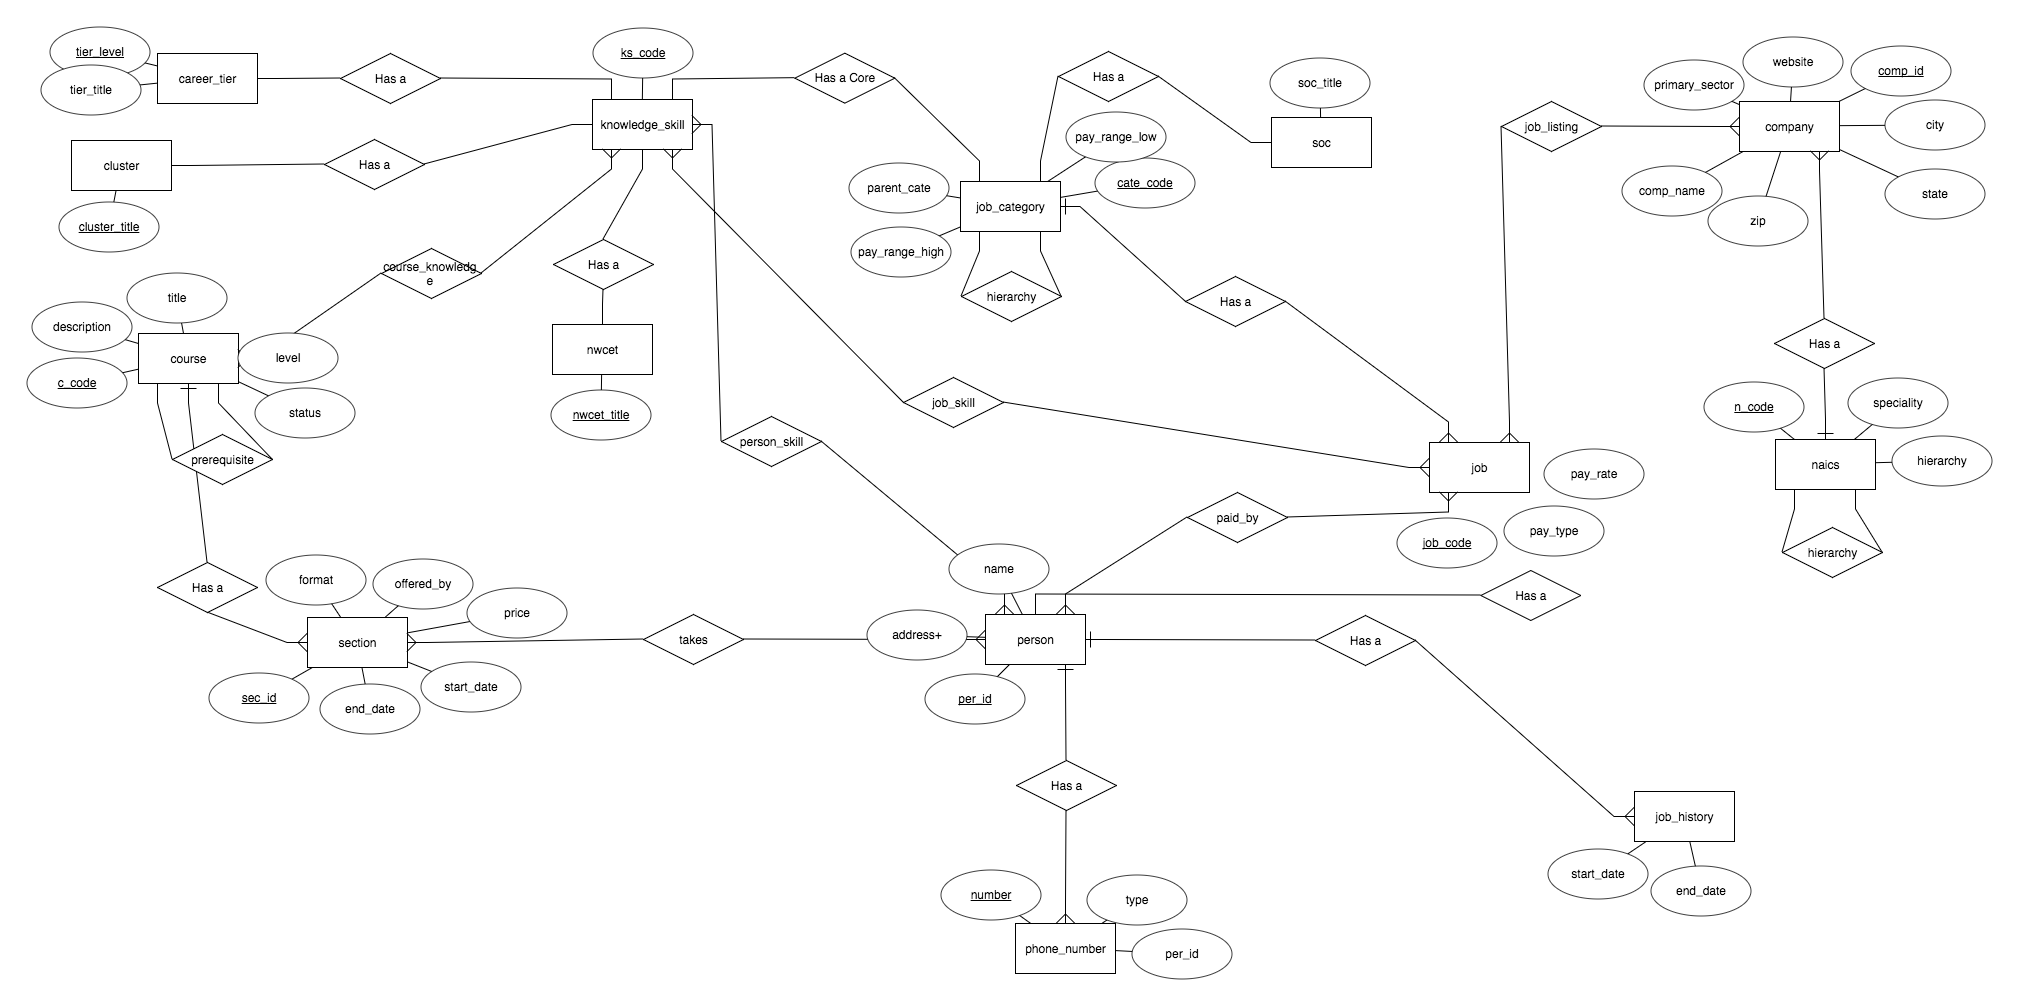 tier_level
tier_title
career_tier
Has a
ks_code
knowledge_skill
Has a Core
Has a
soc_title
soc
primary_sector
website
comp_id
job_listing
company
city
comp_name
zip
state
cluster
cluster_title
Has a
pay_range_low
cate_code
parent_cate
job_category
pay_range_high
hierarchy
course_knowledg
e
Has a
nwcet
nwcet_title
Has a
title
description
course
level
c_code
status
prerequisite
job_skill
person_skill
Has a
n_code
speciality
naics
hierarchy
hierarchy
job
pay_rate
job_code
pay_type
paid_by
Has a
format
offered_by
price
section
sec_id
end_date
start_date
takes
name
address+
person
per_id
Has a
Has a
Has a
number
type
phone_number
per_id
job_history
start_date
end_date